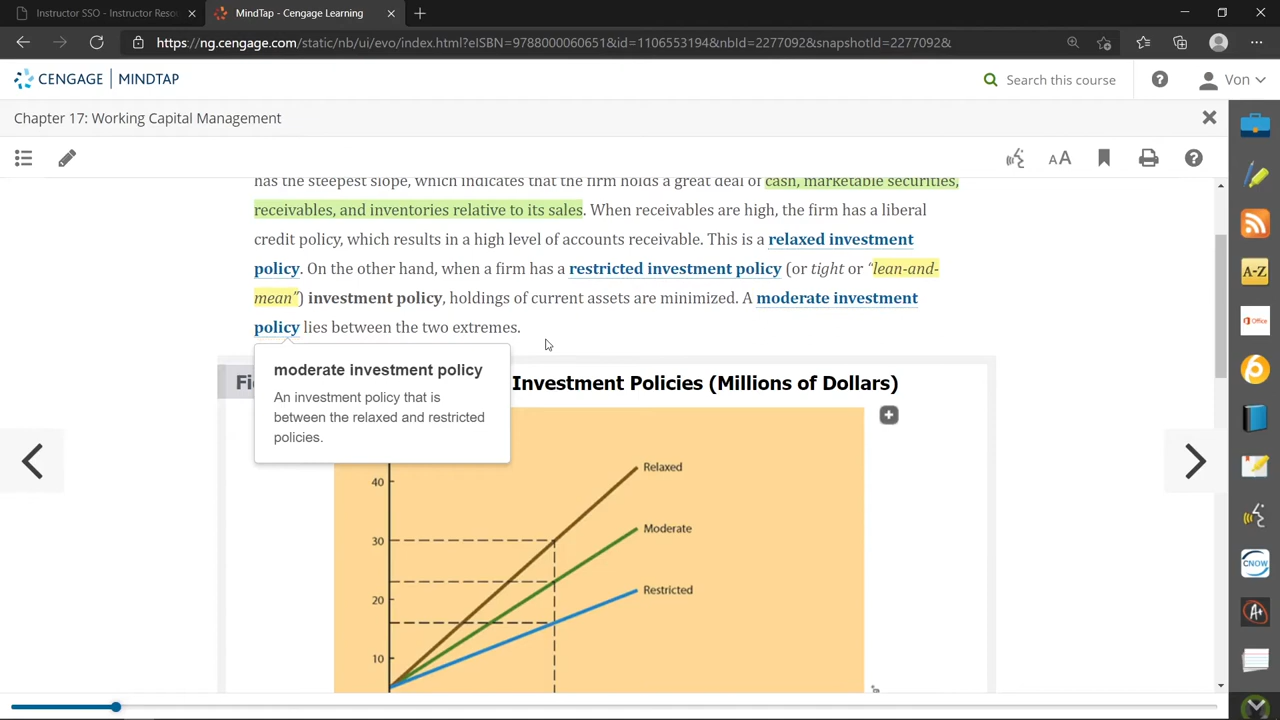 Instructor SSO - Instructor Reso
MindTap - Cengage Learning
https://ng.cengage.com/static/nb/ui/evo/index.html?eISBN=9788000060651&id=1106553194&nbId=2277092&snapshotId=2277092&
CENGAGE | MINDTAP
Search this course
Von
Chapter 17: Working Capital Management
AA
has the steepest slope, which indicates that the firm holds a great deal of cash, marketable securities,
receivables, and inventories relative to its sales. When receivables are high, the firm has a liberal
credit policy, which results in a high level of accounts receivable. This is a relaxed investment
policy. On the other hand, when a firm has a restricted investment policy (or tight or “lean-and-
mean”) investment policy, holdings of current assets are minimized. A moderate investment
policy lies between the two extremes.
moderate investment policy
An investment policy that is
between the relaxed and restricted
policies.
Investment Policies (Millions of Dollars)
Relaxed
40
Moderate
30
Restricted
20
10
A-Z
Office
CNOW
A+